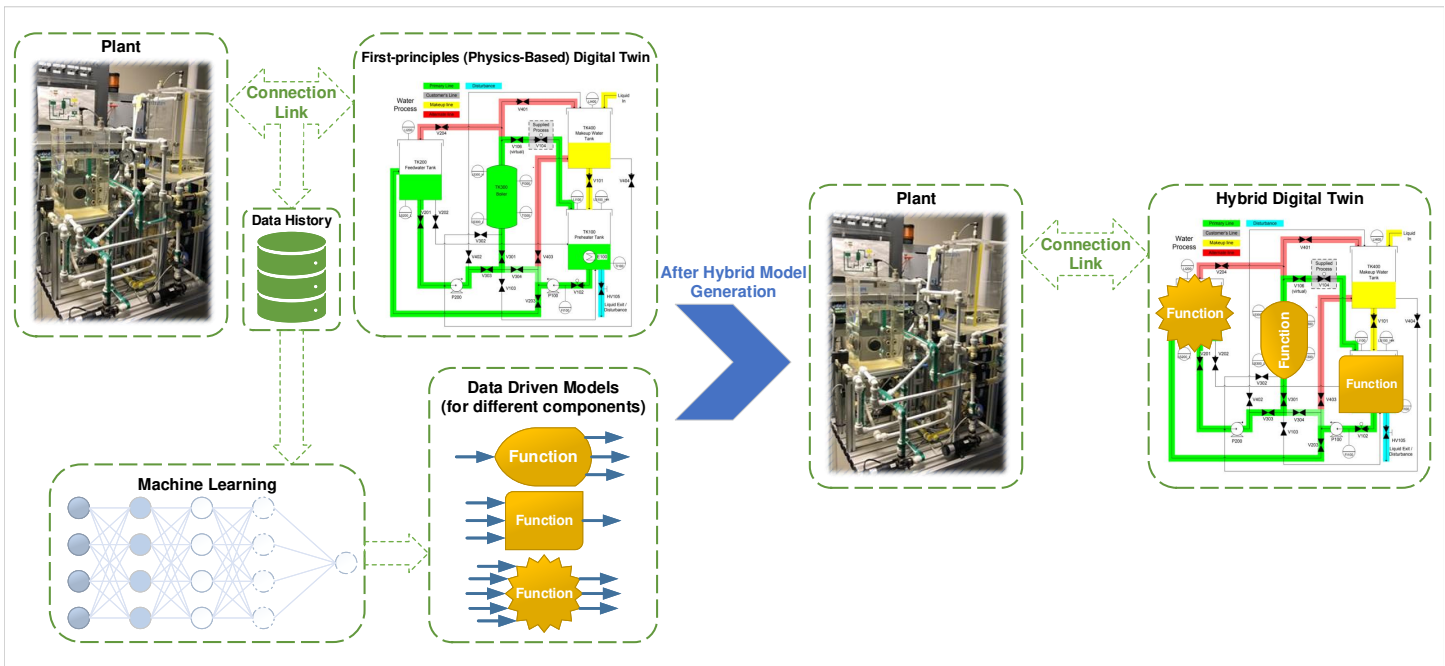 Plant
First-principles (Physics-Based) Digital Twin
Connection
Link
Primary Line
Disturbance
Customer's Line
Makeup line
Water
Process
V401
Liquid
In
V204
TK400
Makeup Water
Tank
Supplied
Process
V106
(virtual)
V104
TK200
Feedwater Tank
V101
V404
V201
V202
TK100
Preheater Tank
V302
V402
V301
V403
V303
V304
P200
V103
P100
V102
V203
HV105
Liquid Exit /
Disturbance
Data History
Machine Learning
Data Driven Models
(for different components)
Function
Function
Function
After Hybrid Model
Generation
Plant
Connection
Link
Hybrid Digital Twin
Primary Line
Disturbance
Customer's Line
Makeup line
Water
Process
V401
Liquid
In
V204
TK400
Makeup Water
Tank
Supplied
Process
V106
(virtual)
V104
Function
Function
V101
V404
V201
V202
Function
V302
V402
V301
V403
V303
V304
P200
V103
P100
V102
V203
HV105
Liquid Exit /
Disturbance